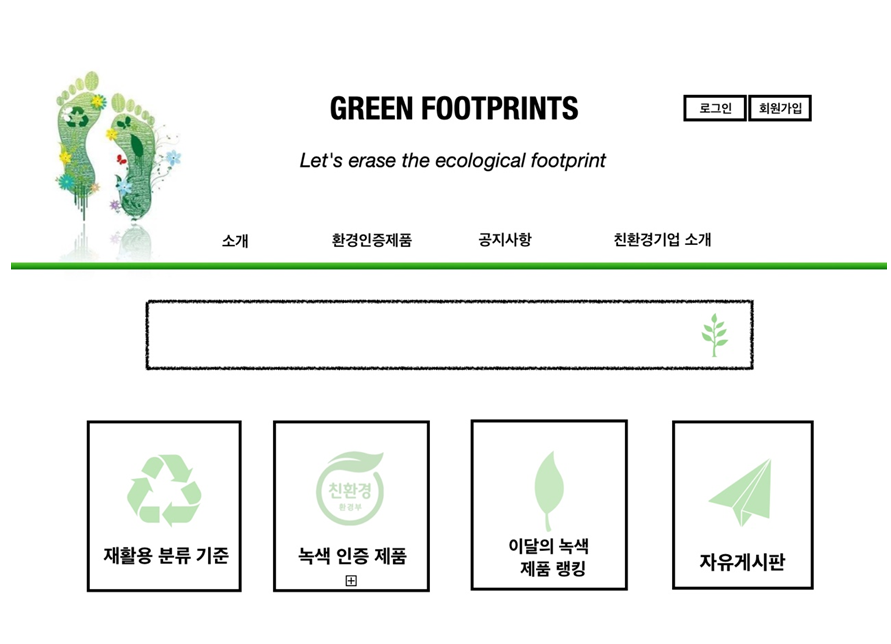 GREEN FOOTPRINTS
로그인
회원가입
Let's erase the ecological footprint
소개
환경인증제품
공지사항
친환경기업 소개
친환경
환경부
재활용 분류 기준
녹색 인증 제품
이달의 녹색
제품 랭킹
자유게시판